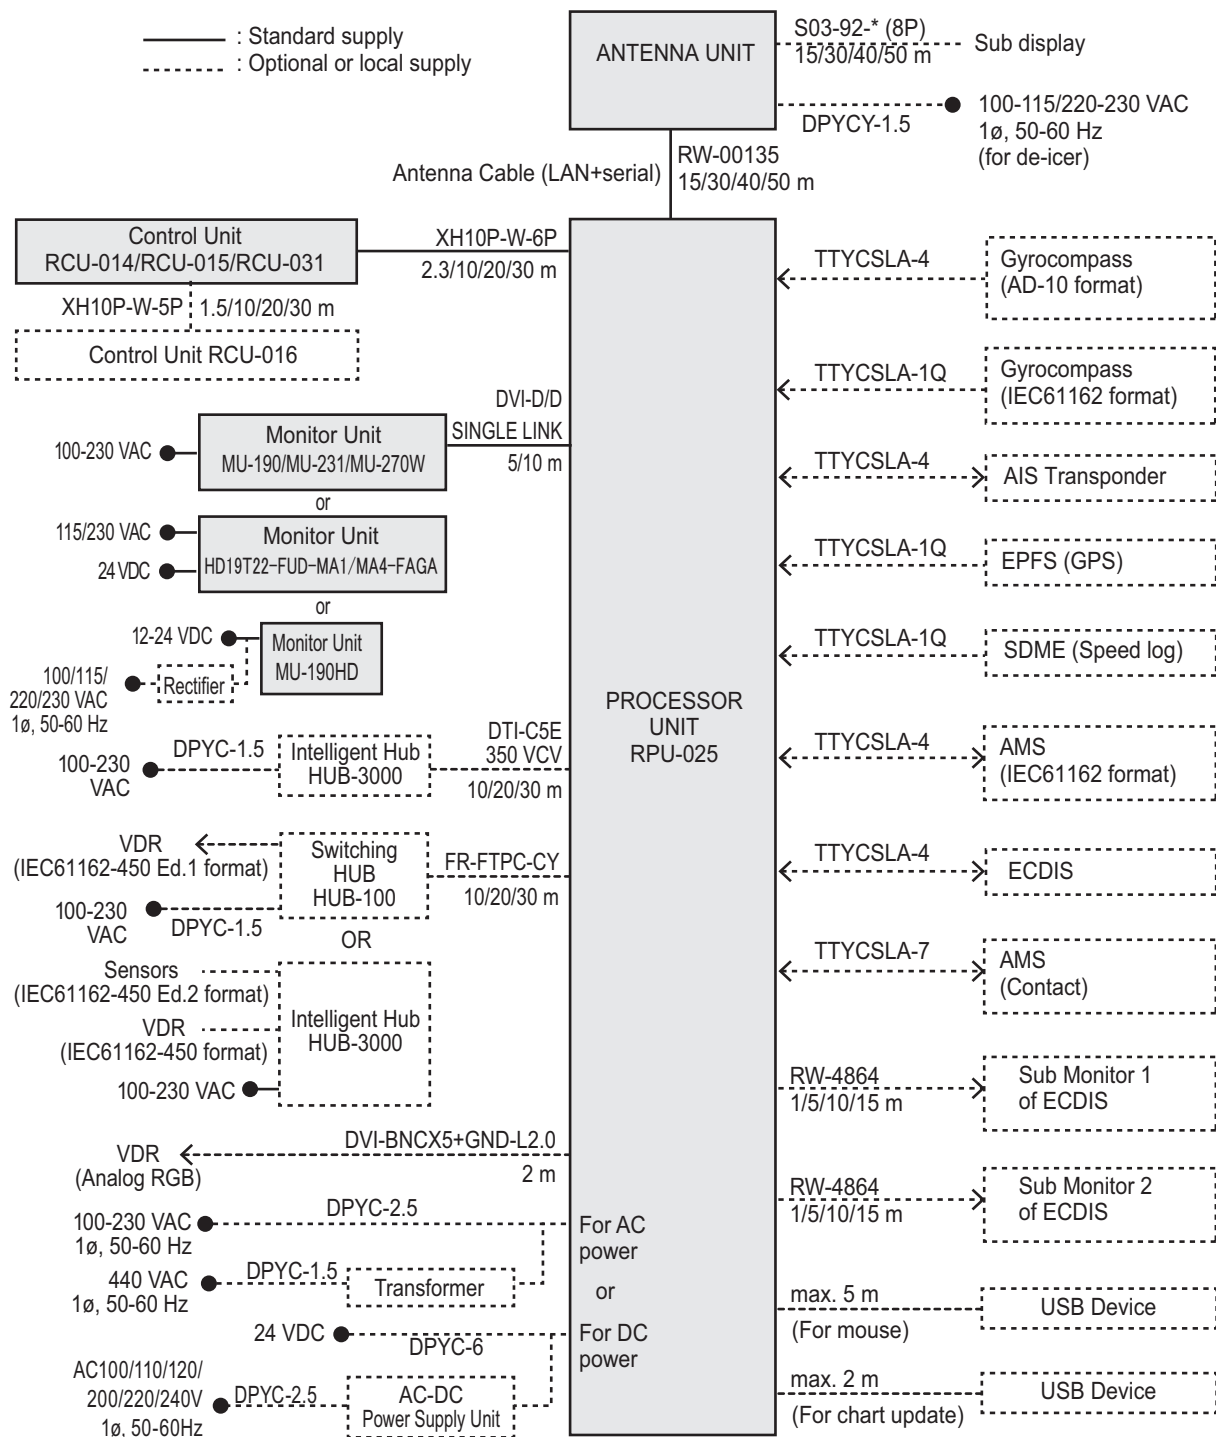 : Standard supply
: Optional or local supply
ANTENNA UNIT
S03-92-* (8P)
15/30/40/50 m
Sub display
DPYCY-1.5
100-115/220-230 VAC
1ø, 50-60 Hz
(for de-icer)
Antenna Cable (LAN+serial)
RW-00135
15/30/40/50 m
Control Unit
RCU-014/RCU-015/RCU-031
XH10P-W-6P
2.3/10/20/30 m
XH10P-W-5P
1.5/10/20/30 m
Control Unit RCU-016
DVI-D/D
SINGLE LINK
5/10 m
100-230 VAC
Monitor Unit
MU-190/MU-231/MU-270W
or
115/230 VAC
24 VDC
Monitor Unit
HD19T22-FUD-MA1/MA4-FAGA
or
12-24 VDC
Monitor Unit
MU-190HD
100/115/
220/230 VAC
1ø, 50-60 Hz
Rectifier
100-230
VAC
DPYC-1.5
Intelligent Hub
HUB-3000
DTI-C5E
350 VCV
10/20/30 m
VDR
(IEC61162-450 Ed.1 format)
100-230
VAC
DPYC-1.5
Switching
HUB
HUB-100
FR-FTPC-CY
10/20/30 m
OR
Sensors
(IEC61162-450 Ed.2 format)
VDR
(IEC61162-450 format)
100-230 VAC
Intelligent Hub
HUB-3000
VDR
(Analog RGB)
DVI-BNCX5+GND-L2.0
2 m
100-230 VAC
1ø, 50-60 Hz
DPYC-2.5
440 VAC
1ø, 50-60 Hz
DPYC-1.5
Transformer
24 VDC
DPYC-6
AC100/110/120/
200/220/240V
1ø, 50-60Hz
DPYC-2.5
AC-DC
Power Supply Unit
PROCESSOR
UNIT
RPU-025
For AC
power
or
For DC
power
TTYCSLA-4
Gyrocompass
(AD-10 format)
TTYCSLA-1Q
Gyrocompass
(IEC61162 format)
TTYCSLA-4
AIS Transponder
TTYCSLA-1Q
EPFS (GPS)
TTYCSLA-1Q
SDME (Speed log)
TTYCSLA-4
AMS
(IEC61162 format)
TTYCSLA-4
ECDIS
TTYCSLA-7
AMS
(Contact)
RW-4864
1/5/10/15 m
Sub Monitor 1
of ECDIS
RW-4864
1/5/10/15 m
Sub Monitor 2
of ECDIS
max. 5 m
(For mouse)
USB Device
max. 2 m
(For chart update)
USB Device